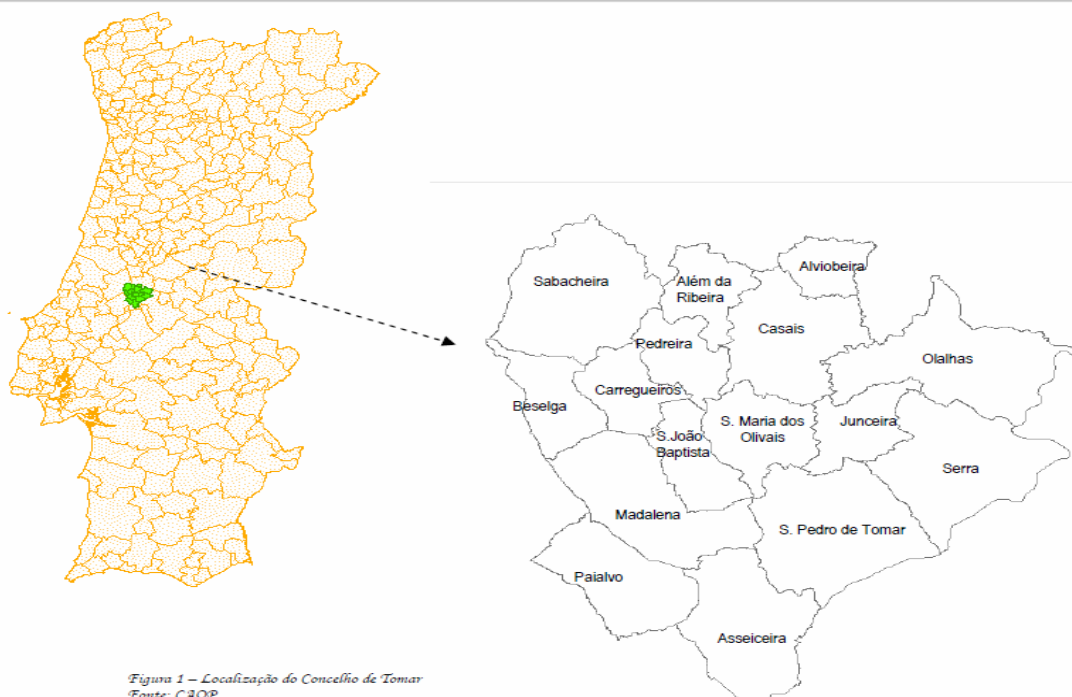 Alviobeira
Sabacheira
Além da
Ribeira
Casais
Pedreira
Olalhas
Carregueiros
Beselga
S. Maria dos
Olivais
Junceira
S.João
Baptista
Serra
Madalena
S. Pedro de Tomar
Paialvo
Asseiceira
Figura 1 – Localização do Concelho de Tomar
Fonte: CAOP